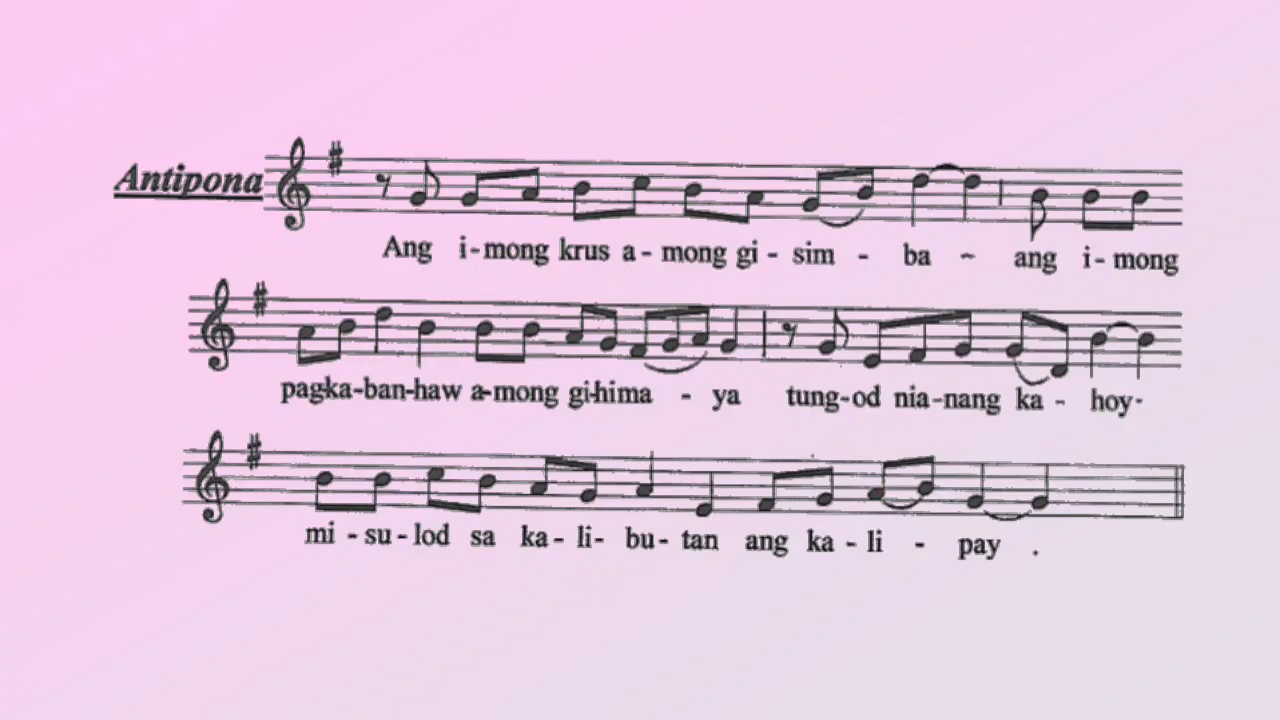 Antipona
Ang i-mong krus a-mong gi-sim - ba - ang i-mong
pagka-ban-haw a-mong gi-hima - ya tung-od nia-nang ka - hoy-
mi-su-lod sa ka-li-bu-tan ang ka-li - pay .